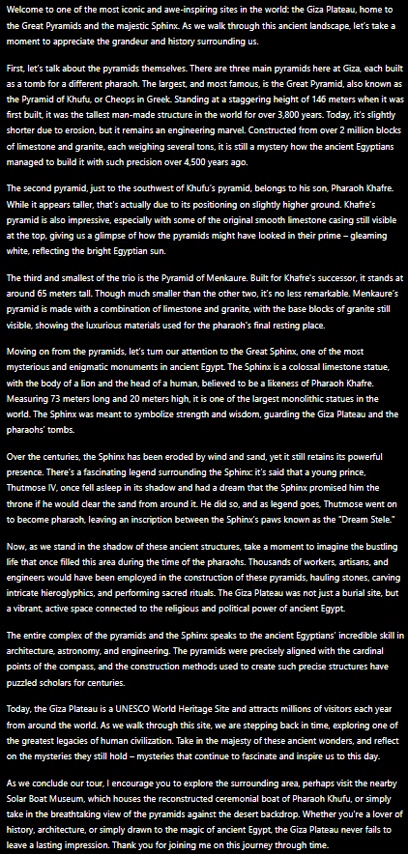 Welcome to one of the most iconic and awe-inspiring sites in the world: the Giza Plateau, home to
the Great Pyramids and the majestic Sphinx. As we walk through this ancient landscape, let's take a
moment to appreciate the grandeur and history surrounding us.
First, let's talk about the pyramids themselves. There are three main pyramids here at Giza, each built
as a tomb for a different pharaoh. The largest, and most famous, is the Great Pyramid, also known as
the Pyramid of Khufu, or Cheops in Greek. Standing at a staggering height of 146 meters when it was
first built, it was the tallest man-made structure in the world for over 3,800 years. Today, it's slightly
shorter due to erosion, but it remains an engineering marvel. Constructed from over 2 million blocks
of limestone and granite, each weighing several tons, it is still a mystery how the ancient Egyptians
managed to build it with such precision over 4,500 years ago.
The second pyramid, just to the southwest of Khufu's pyramid, belongs to his son, Pharaoh Khafre.
While it appears taller, that's actually due to its positioning on slightly higher ground. Khafre's
pyramid is also impressive, especially with some of the original smooth limestone casing still visible
at the top, giving us a glimpse of how the pyramids might have looked in their prime – gleaming
white, reflecting the bright Egyptian sun.
The third and smallest of the trio is the Pyramid of Menkaure. Built for Khafre's successor, it stands at
around 65 meters tall. Though much smaller than the other two, it's no less remarkable. Menkaure's
pyramid is made with a combination of limestone and granite, with the base blocks of granite still
visible, showing the luxurious materials used for the pharaoh's final resting place.
Moving on from the pyramids, let's turn our attention to the Great Sphinx, one of the most
mysterious and enigmatic monuments in ancient Egypt. The Sphinx is a colossal limestone statue,
with the body of a lion and the head of a human, believed to be a likeness of Pharaoh Khafre.
Measuring 73 meters long and 20 meters high, it is one of the largest monolithic statues in the
world. The Sphinx was meant to symbolize strength and wisdom, guarding the Giza Plateau and the
pharaohs' tombs.
Over the centuries, the Sphinx has been eroded by wind and sand, yet it still retains its powerful
presence. There's a fascinating legend surrounding the Sphinx: it's said that a young prince,
Thutmose IV, once fell asleep in its shadow and had a dream that the Sphinx promised him the
throne if he would clear the sand from around it. He did so, and as legend goes, Thutmose went on
to become pharaoh, leaving an inscription between the Sphinx's paws known as the "Dream Stele."
Now, as we stand in the shadow of these ancient structures, take a moment to imagine the bustling
life that once filled this area during the time of the pharaohs. Thousands of workers, artisans, and
engineers would have been employed in the construction of these pyramids, hauling stones, carving
intricate hieroglyphics, and performing sacred rituals. The Giza Plateau was not just a burial site, but
a vibrant, active space connected to the religious and political power of ancient Egypt.
The entire complex of the pyramids and the Sphinx speaks to the ancient Egyptians' incredible skill in
architecture, astronomy, and engineering. The pyramids were precisely aligned with the cardinal
points of the compass, and the construction methods used to create such precise structures have
puzzled scholars for centuries.
Today, the Giza Plateau is a UNESCO World Heritage Site and attracts millions of visitors each year
from around the world. As we walk through this site, we are stepping back in time, exploring one of
the greatest legacies of human civilization. Take in the majesty of these ancient wonders, and reflect
on the mysteries they still hold – mysteries that continue to fascinate and inspire us to this day.
As we conclude our tour, I encourage you to explore the surrounding area, perhaps visit the nearby
Solar Boat Museum, which houses the reconstructed ceremonial boat of Pharaoh Khufu, or simply
take in the breathtaking view of the pyramids against the desert backdrop. Whether you're a lover of
history, architecture, or simply drawn to the magic of ancient Egypt, the Giza Plateau never fails to
leave a lasting impression. Thank you for joining me on this journey through time.